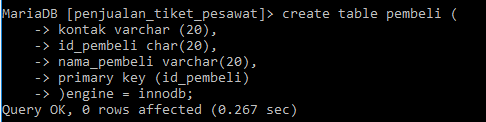 MariaDB [penjualan_tiket_pesawat]> create table pembeli (
-> kontak varchar (20),
-> id_pembeli char(20),
-> nama_pembeli varchar(20),
-> primary key (id_pembeli)
-> )engine = innodb;
Query OK, 0 rows affected (0.267 sec)